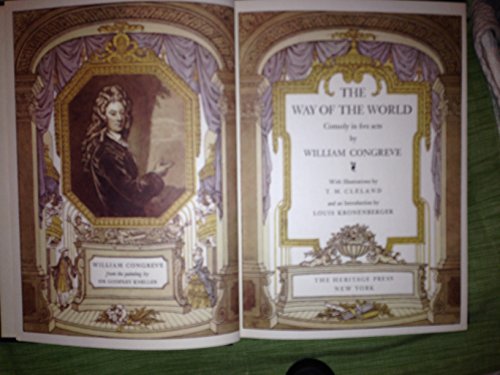 WILLIAM CONGREVE
from the painting by
SIR GODFREY KNELLER
THE
WAY OF THE WORLD
Comedy in five acts
by
WILLIAM CONGREVE
With illustrations by
T. M. CLELAND
and an Introduction by
LOUIS KRONENBERGER
THE HERITAGE PRESS
NEW YORK